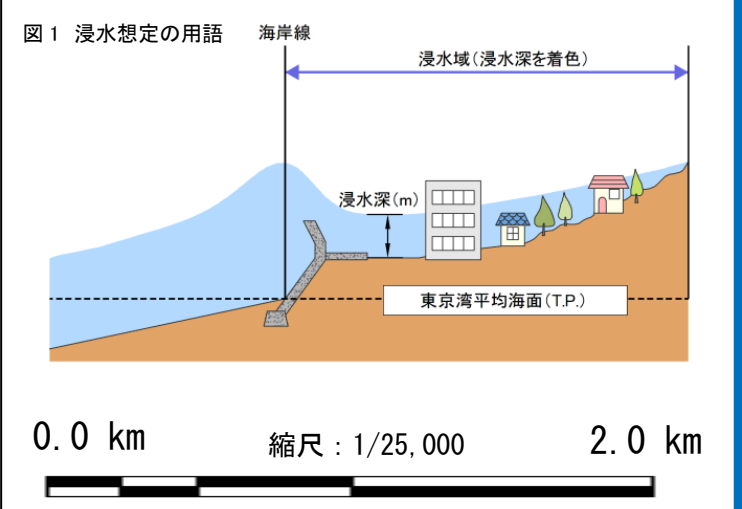 図1 浸水想定の用語
海岸線
浸水域(浸水深を着色)
浸水深(m)
東京湾平均海面(T.P.)
0.0 km
縮尺:1/25,000
2.0 km